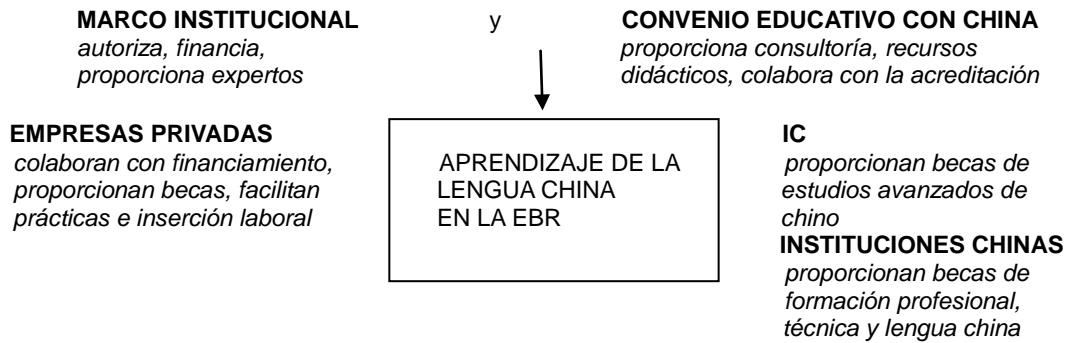 MARCO INSTITUCIONAL
autoriza, financia,
proporciona expertos
y
CONVENIO EDUCATIVO CON CHINA
proporciona consultoría, recursos
didácticos, colabora con la acreditación
EMPRESAS PRIVADAS
colaboran con financiamiento,
proporcionan becas, facilitan
prácticas e inserción laboral
APRENDIZAJE DE LA
LENGUA CHINA
EN LA EBR
IC
proporcionan becas de
estudios avanzados de
chino
INSTITUCIONES CHINAS
proporcionan becas de
formación profesional,
técnica y lengua china